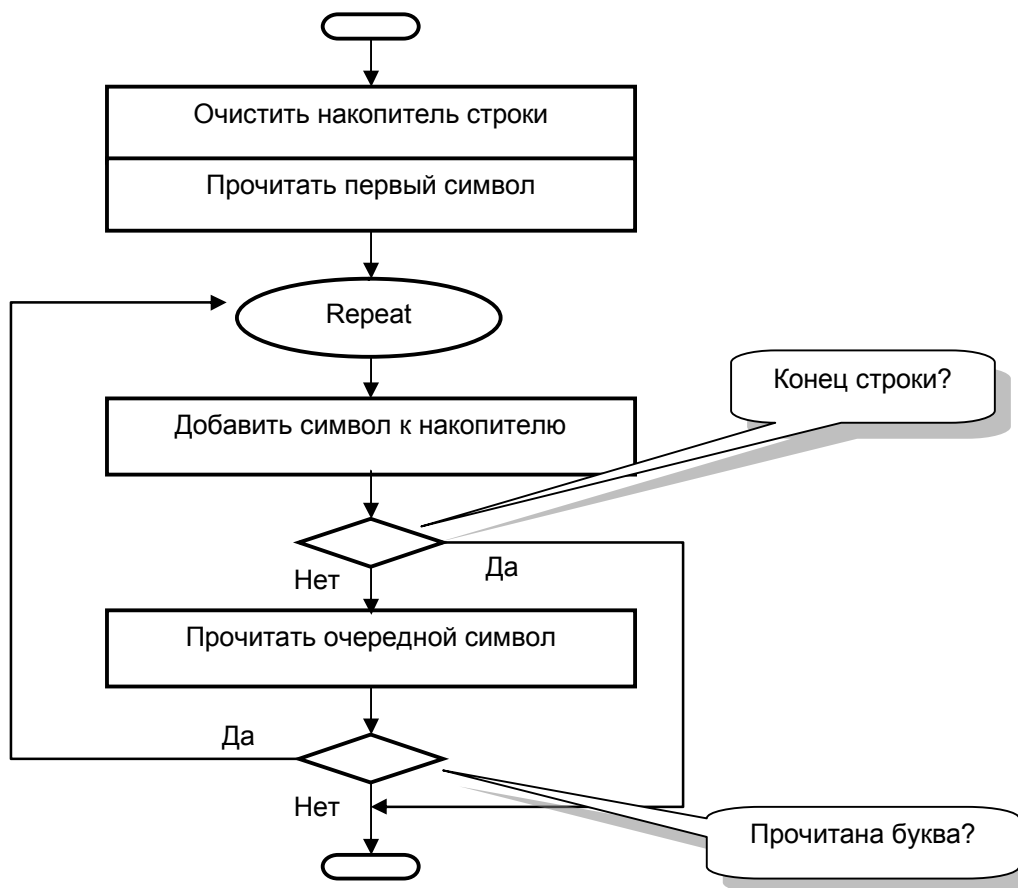 Очистить накопитель строки
Прочитать первый символ
Repeat
Конец строки?
Добавить символ к накопителю
Нет
Да
Прочитать очередной символ
Да
Нет
Прочитана буква?